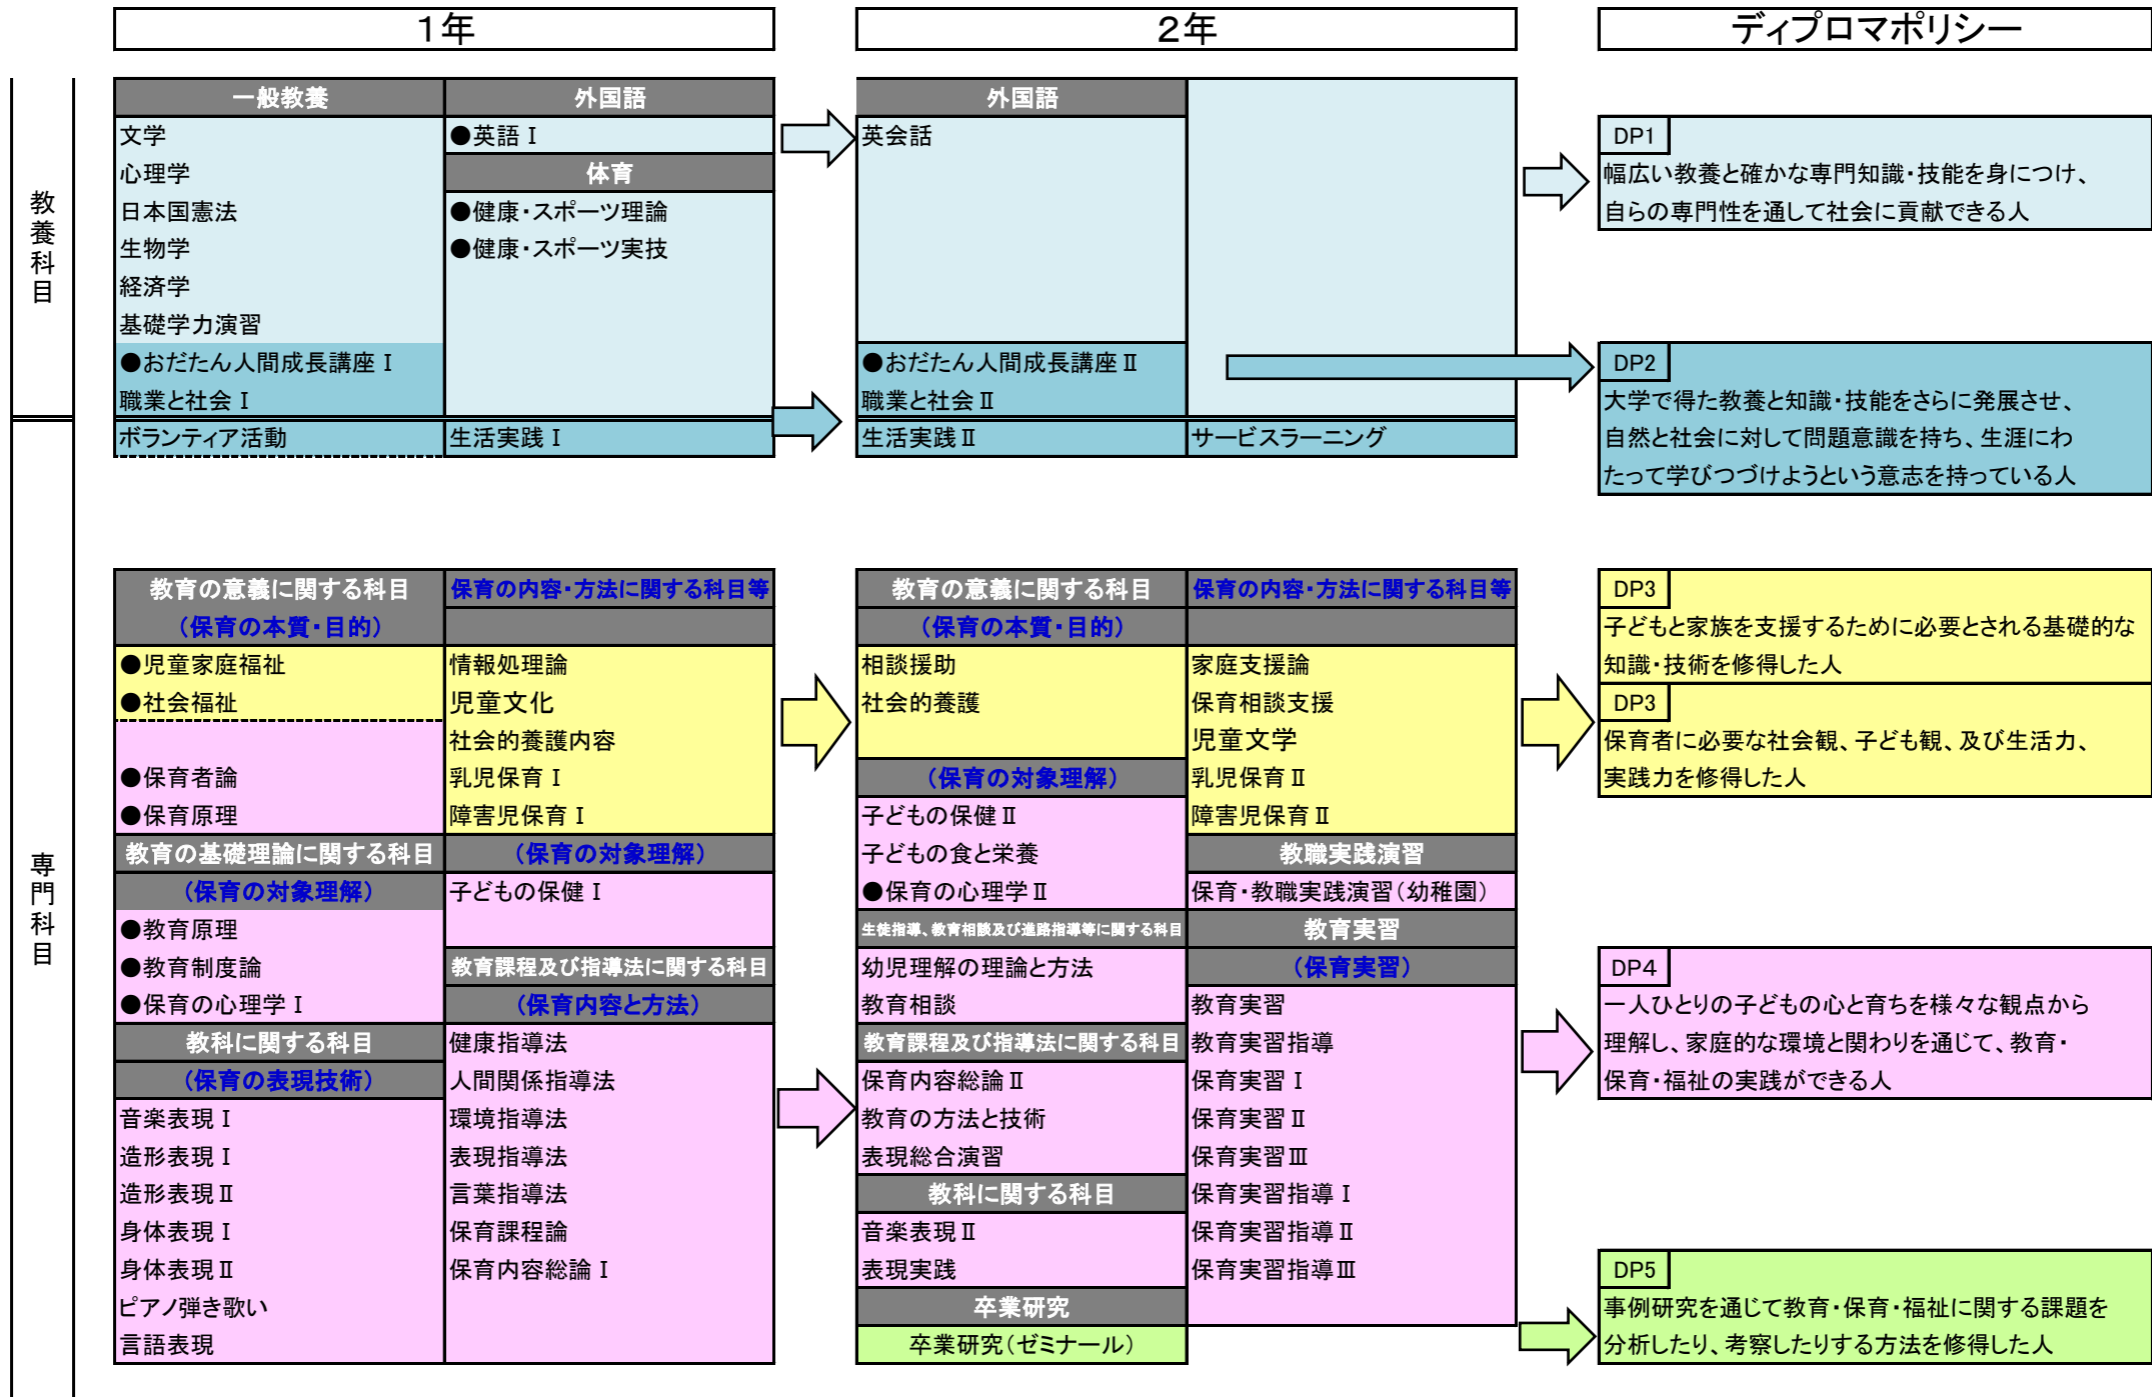 1年
2年
ディプロマポリシー
教養科目
一般教養
文学
心理学
日本国憲法
生物学
経済学
基礎学力演習
●おだたん人間成長講座Ⅰ
職業と社会Ⅰ
ボランティア活動
外国語
●英語Ⅰ
体育
●健康・スポーツ理論
●健康・スポーツ実技
生活実践Ⅰ
外国語
英会話
●おだたん人間成長講座Ⅱ
職業と社会Ⅱ
生活実践Ⅱ
サービスラーニング
DP1
幅広い教養と確かな専門知識・技能を身につけ、
自らの専門性を通して社会に貢献できる人
DP2
大学で得た教養と知識・技能をさらに発展させ、
自然と社会に対して問題意識を持ち、生涯にわ
たって学びつづけようという意志を持っている人
専門科目
教育の意義に関する科目
（保育の本質・目的）
●児童家庭福祉
●社会福祉
●保育者論
●保育原理
教育の基礎理論に関する科目
（保育の対象理解）
●教育原理
●教育制度論
●保育の心理学Ⅰ
教科に関する科目
（保育の表現技術）
音楽表現Ⅰ
造形表現Ⅰ
造形表現Ⅱ
身体表現Ⅰ
身体表現Ⅱ
ピアノ弾き歌い
言語表現
保育の内容・方法に関する科目等
情報処理論
児童文化
社会的養護内容
乳児保育Ⅰ
障害児保育Ⅰ
（保育の対象理解）
子どもの保健Ⅰ
教育課程及び指導法に関する科目
（保育内容と方法）
健康指導法
人間関係指導法
環境指導法
表現指導法
言葉指導法
保育課程論
保育内容総論Ⅰ
教育の意義に関する科目
（保育の本質・目的）
相談援助
社会的養護
（保育の対象理解）
子どもの保健Ⅱ
子どもの食と栄養
●保育の心理学Ⅱ
生徒指導、教育相談及び進路指導等に関する科目
幼児理解の理論と方法
教育相談
教育課程及び指導法に関する科目
保育内容総論Ⅱ
教育の方法と技術
表現総合演習
教科に関する科目
音楽表現Ⅱ
表現実践
卒業研究
卒業研究（ゼミナール）
保育の内容・方法に関する科目等
家庭支援論
保育相談支援
児童文学
乳児保育Ⅱ
障害児保育Ⅱ
教職実践演習
保育・教職実践演習（幼稚園）
教育実習
（保育実習）
教育実習
教育実習指導
保育実習Ⅰ
保育実習Ⅱ
保育実習Ⅲ
保育実習指導Ⅰ
保育実習指導Ⅱ
保育実習指導Ⅲ
DP3
子どもと家族を支援するために必要とされる基礎的な
知識・技術を修得した人
DP3
保育者に必要な社会観、子ども観、及び生活力、
実践力を修得した人
DP4
一人ひとりの子どもの心と育ちを様々な観点から
理解し、家庭的な環境と関わりを通じて、教育・
保育・福祉の実践ができる人
DP5
事例研究を通じて教育・保育・福祉に関する課題を
分析したり、考察したりする方法を修得した人